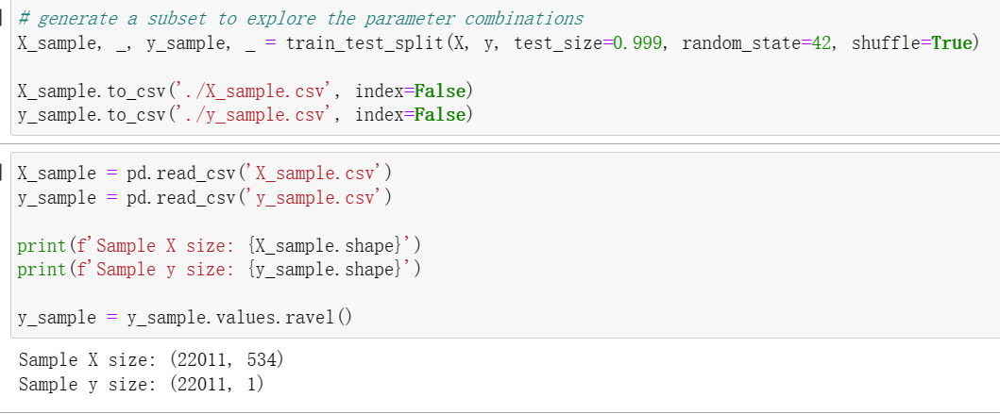 # generate a subset to explore the parameter combinations
X_sample, _, y_sample, _ = train_test_split(X, y, test_size=0.999, random_state=42, shuffle=True)
X_sample.to_csv('./X_sample.csv', index=False)
y_sample.to_csv('./y_sample.csv', index=False)
X_sample = pd.read_csv('X_sample.csv')
y_sample = pd.read_csv('y_sample.csv')
print(f'Sample X size: {X_sample.shape}')
print(f'Sample y size: {y_sample.shape}')
y_sample = y_sample.values.ravel()
Sample X size: (22011, 534)
Sample y size: (22011, 1)